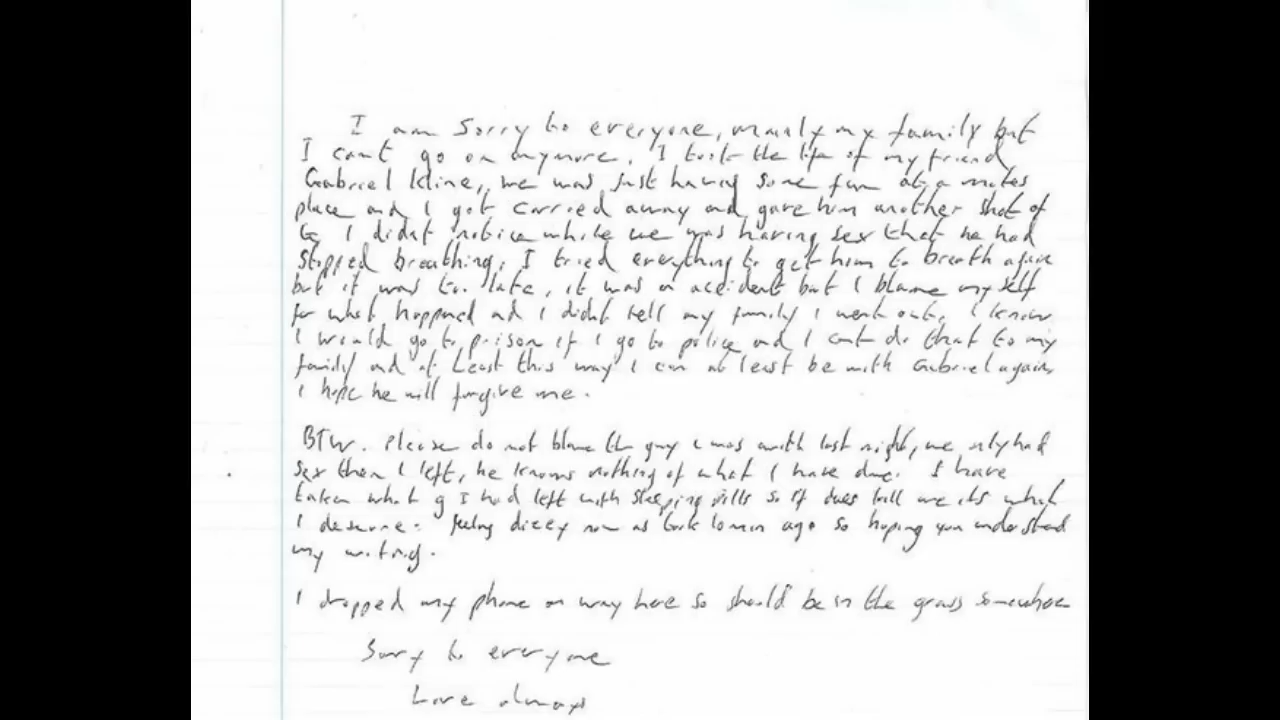 I am Sorry to everyone, mainly my family but
I cant go on anymore. I took the life of my friend
Gabriel Kline, we was just having some fun at a mates
place and I got carried away and gave him another shot of
G I didnt notice while we was having sex that he had
Stopped breathing, I tried everything to get him to breath again
but it was to late, it was an accident but I blame my self
for what happened and I didnt tell my family I went out. I know
I would go to prison if I go to police and I cant do that to my
family and at Least this way I can at least be with Gabriel again,
I hope he will forgive me.
BTW. Please do not blame the guy I was with last night, we only had
sex then I left, he knows nothing of what I have done. I have
taken what g I had left with sleeping pills so if does kill me its what
I deserve. feeling dizzy now as took 10 min ago so hoping you understand
my writing.
I dropped my phone on way here so should be in the grass somewhere
Sorry to everyone
Love always